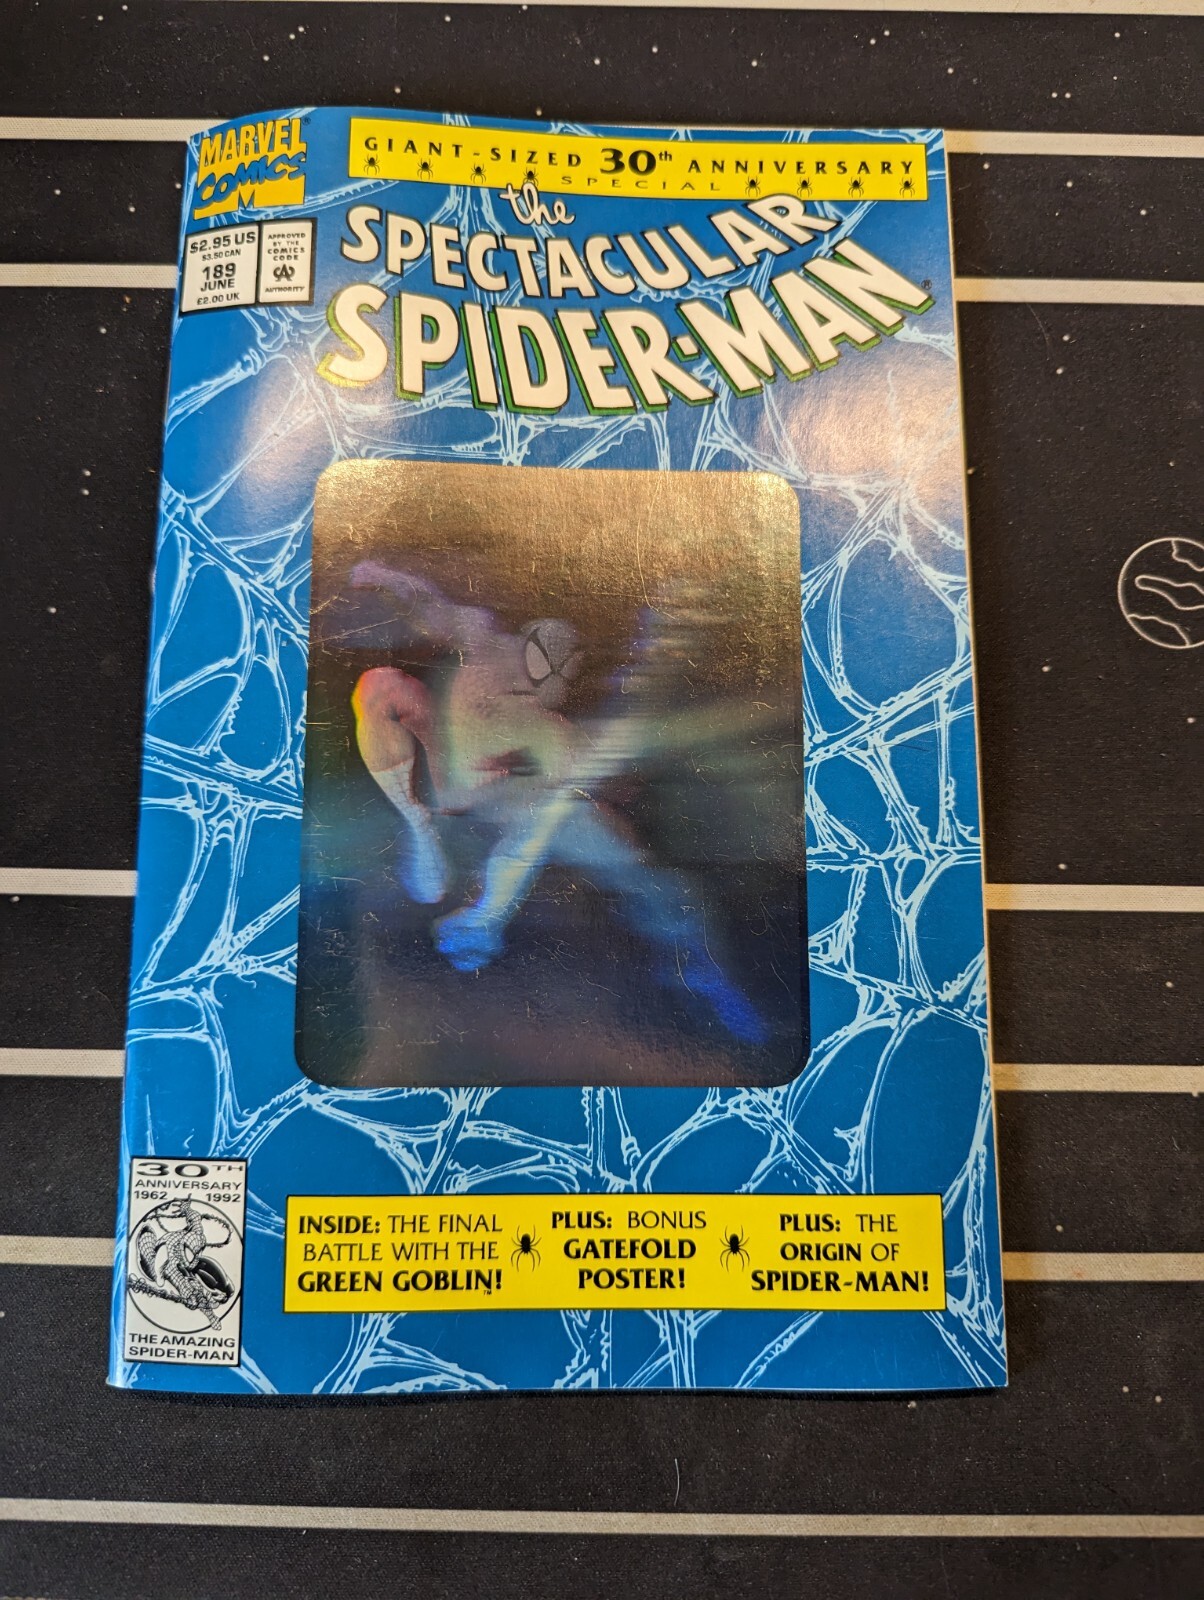 MARVEL
COMICS
GIANT-SIZED 30th ANNIVERSARY
SPECIAL
$2.95 US
$3.50 CAN
189
JUNE
£2.00 UK
APPROVED
BY THE
COMICS
CODE
CA
AUTHORITY
the
SPECTACULAR
SPIDER-MAN®
30TH
ANNIVERSARY
1962 1992
THE AMAZING
SPIDER-MAN
INSIDE: THE FINAL
BATTLE WITH THE
GREEN GOBLIN!™
PLUS: BONUS
GATEFOLD
POSTER!
PLUS: THE
ORIGIN OF
SPIDER-MAN!